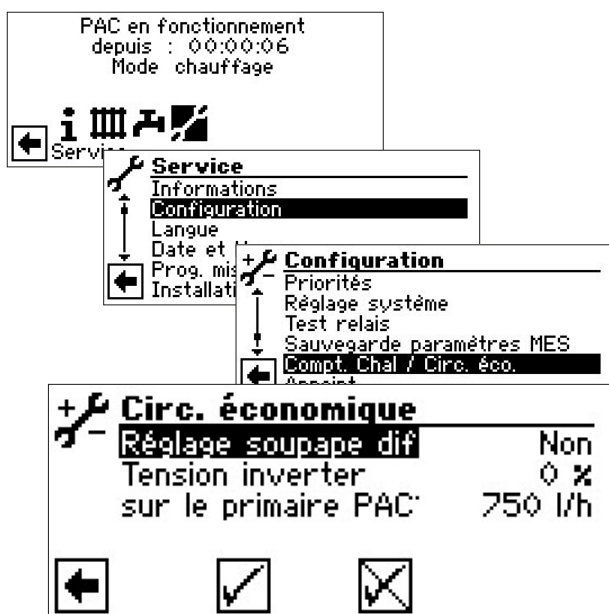 PAC en fonctionnement
depuis : 00:00:06
Mode chauffage
Service
Informations
Configuration
Langue
Date et
Prog. mis
Installati
Configuration
Priorités
Réglage système
Test relais
Sauvegarde paramètres MES
Compt. Chal / Circ. éco.
Appoint
Circ. économique
Réglage soupape dif Non
Tension inverter 0 %
sur le primaire PAC 750 l/h